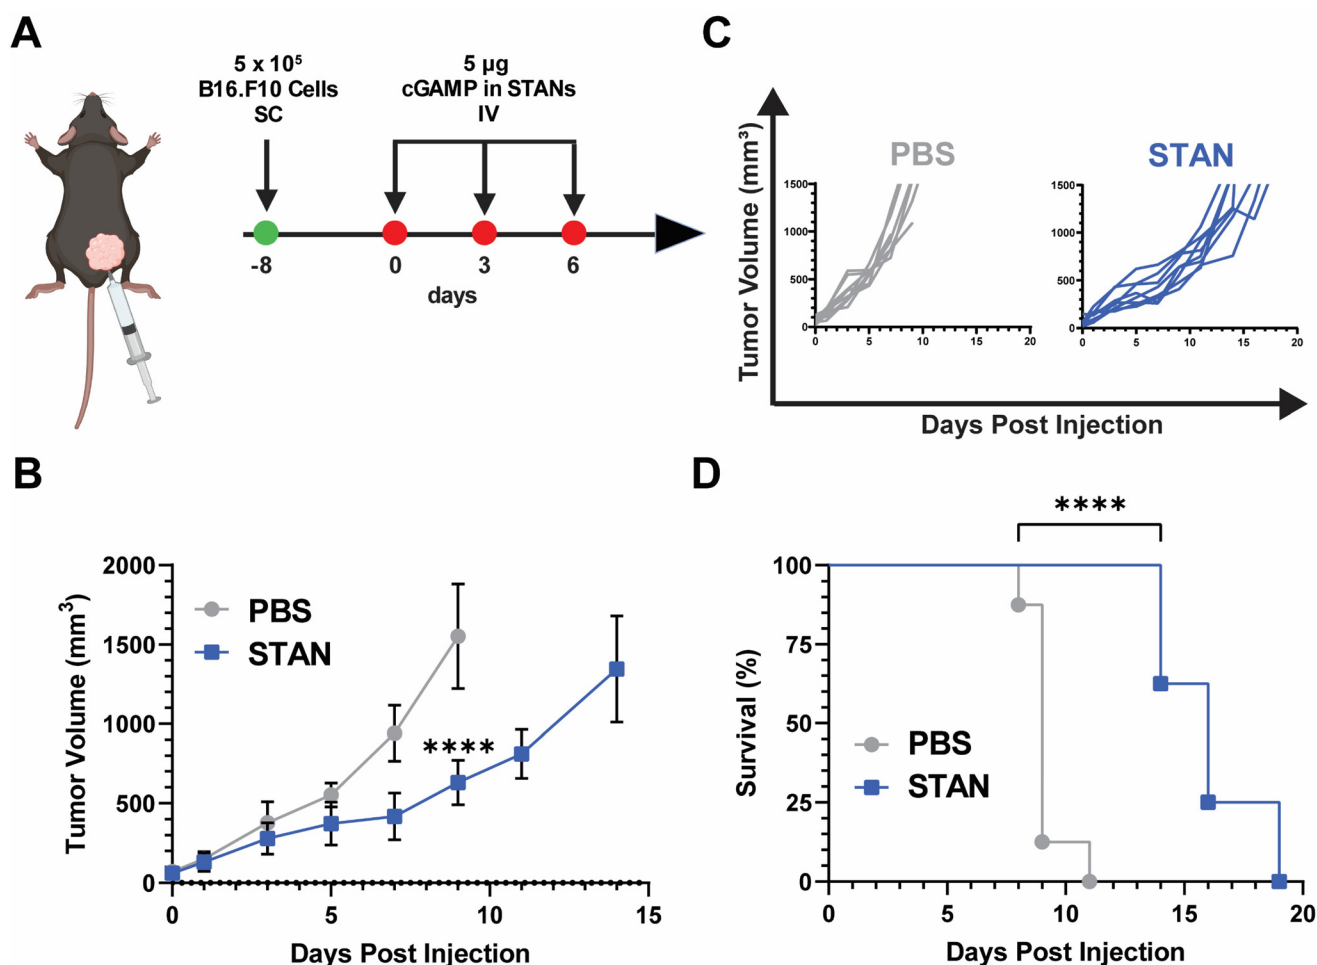 A
5 x 10⁵
B16.F10 Cells
SC
5 µg
cGAMP in STANs
IV
-8
0
3
6
days
C
Tumor Volume (mm³)
PBS
1500
1000
500
0
0
5
10
15
20
STAN
1500
1000
500
0
0
5
10
15
20
Days Post Injection
B
Tumor Volume (mm³)
2000
1500
1000
500
0
PBS
STAN
****
0
5
10
15
Days Post Injection
D
****
Survival (%)
100
75
50
25
0
PBS
STAN
0
5
10
15
20
Days Post Injection